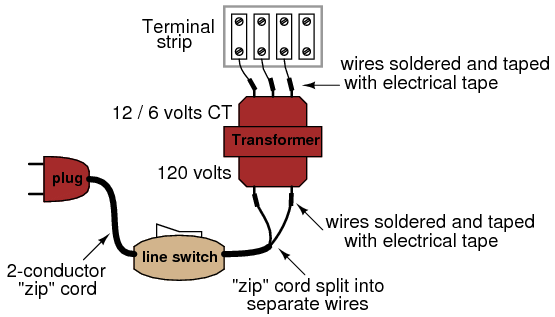 Terminal
strip
wires soldered and taped
with electrical tape
12 / 6 volts CT
Transformer
120 volts
plug
wires soldered and taped
with electrical tape
line switch
2-conductor
"zip" cord
"zip" cord split into
separate wires